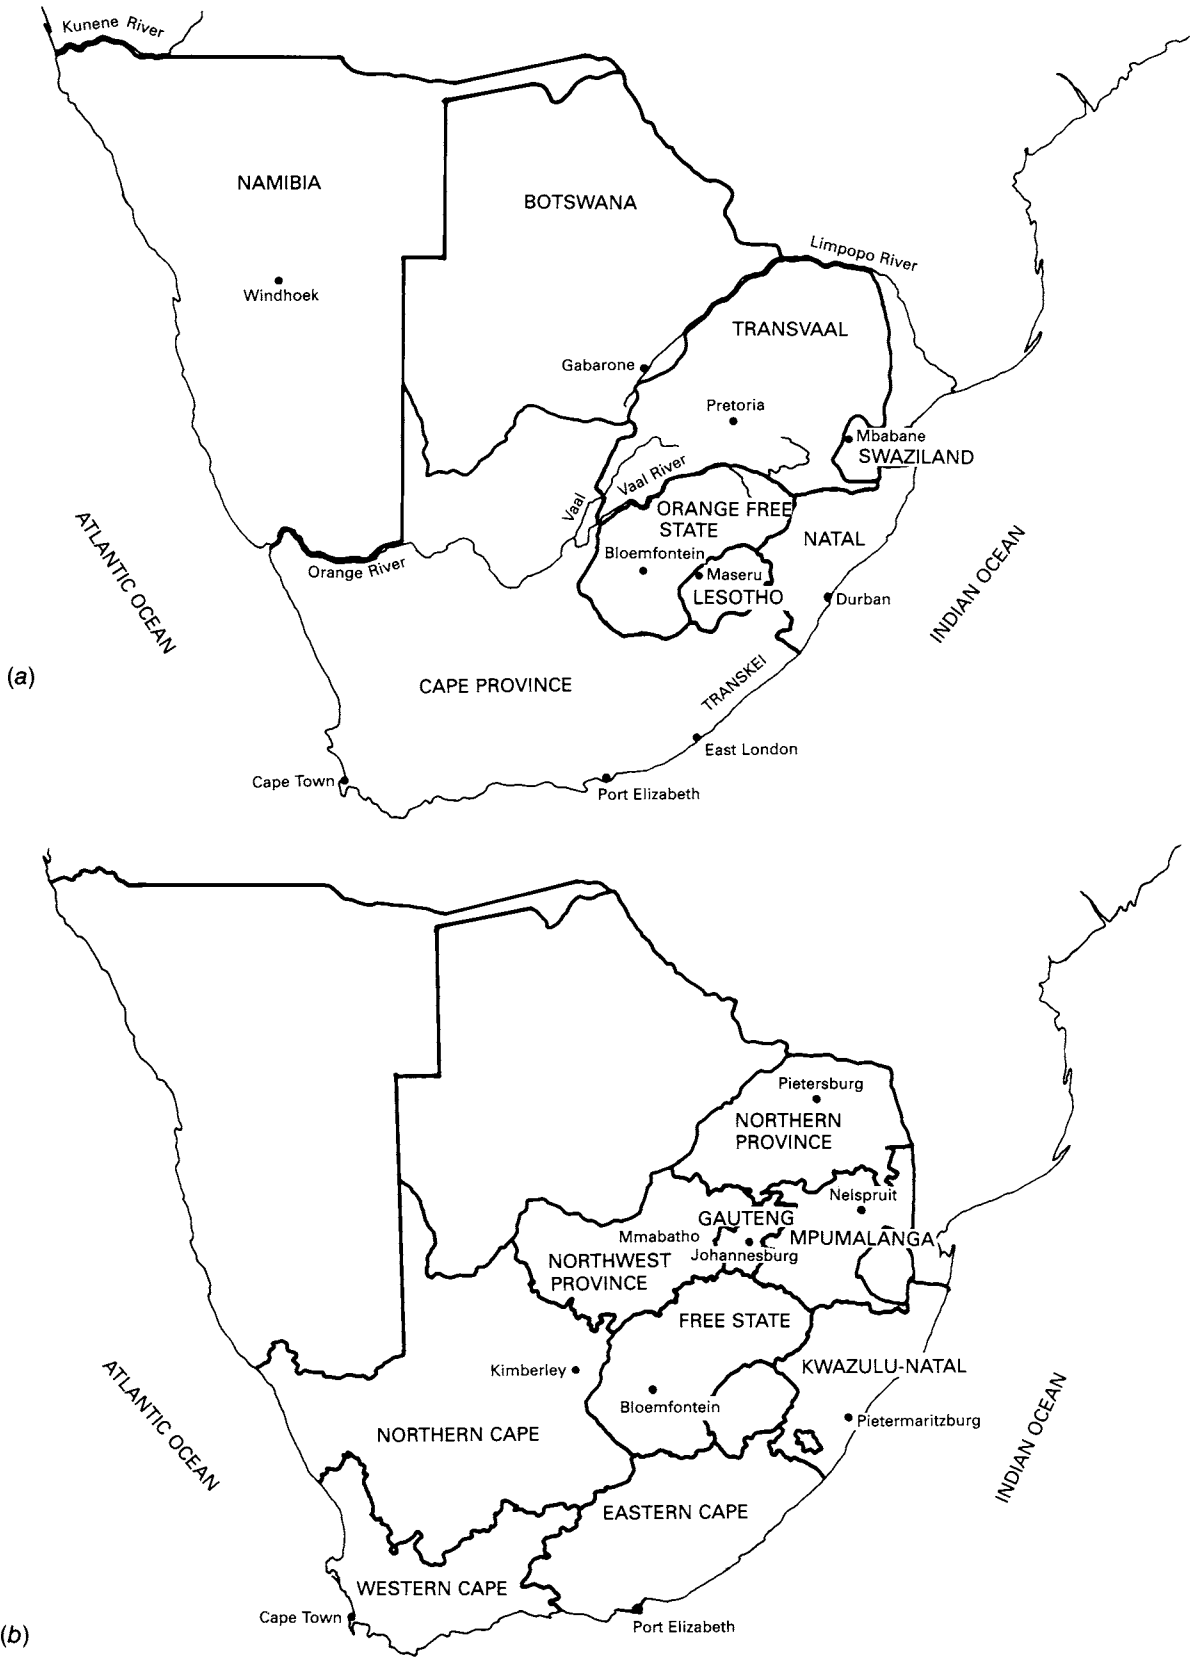 Kunene River
NAMIBIA
BOTSWANA
Limpopo River
Windhoek
TRANSVAAL
Gabarone
Pretoria
Mbabane
SWAZILAND
Vaal River
Vaal
ORANGE FREE
STATE
NATAL
Bloemfontein
Maseru
LESOTHO
Durban
ATLANTIC OCEAN
INDIAN OCEAN
Orange River
(a)
CAPE PROVINCE
TRANSKEI
East London
Cape Town
Port Elizabeth
Pietersburg
NORTHERN
PROVINCE
Nelspruit
GAUTENG
Mmabatho
MPUMALANGA
Johannesburg
NORTHWEST
PROVINCE
FREE STATE
Kimberley
KWAZULU-NATAL
Bloemfontein
Pietermaritzburg
ATLANTIC OCEAN
INDIAN OCEAN
NORTHERN CAPE
EASTERN CAPE
WESTERN CAPE
Cape Town
Port Elizabeth
(b)